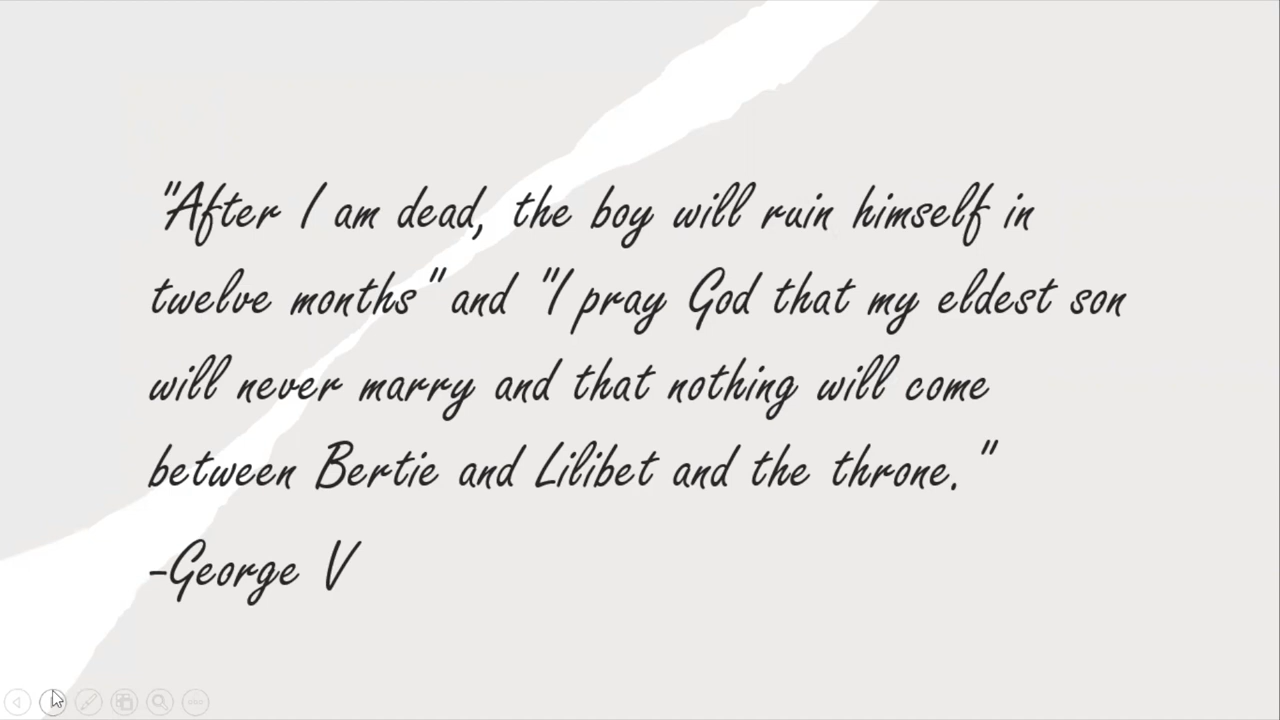 "After I am dead, the boy will ruin himself in
twelve months" and "I pray God that my eldest son
will never marry and that nothing will come
between Bertie and Lilibet and the throne."
-George V